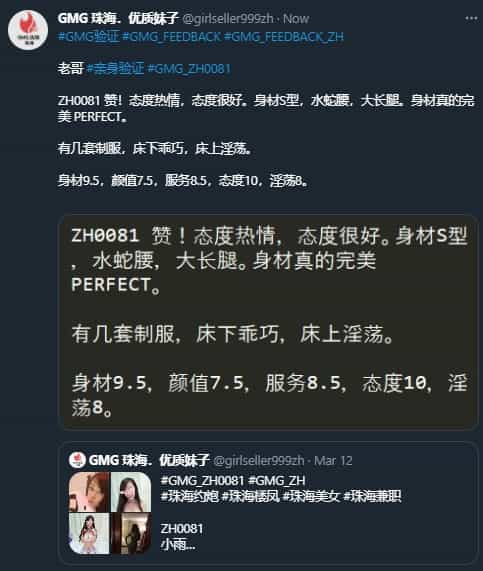 GMG 珠海．优质妹子 @girlseller999zh · Now
#GMG验证 #GMG_FEEDBACK #GMG_FEEDBACK_ZH
老哥 #亲身验证 #GMG_ZH0081
ZH0081 赞！态度热情，态度很好。身材S型，水蛇腰，大长腿。身材真的完
美 PERFECT。
有几套制服，床下乖巧，床上淫荡。
身材9.5，颜值7.5，服务8.5，态度10，淫荡8。
ZH0081 赞！态度热情，态度很好。身材S型
，水蛇腰，大长腿。身材真的完美
PERFECT。
有几套制服，床下乖巧，床上淫荡。
身材9.5，颜值7.5，服务8.5，态度10，淫
荡8。
GMG 珠海．优质妹子 @girlseller999zh · Mar 12
#GMG_ZH0081 #GMG_ZH
#珠海约炮 #珠海楼凤 #珠海美女 #珠海兼职
ZH0081
小雨...